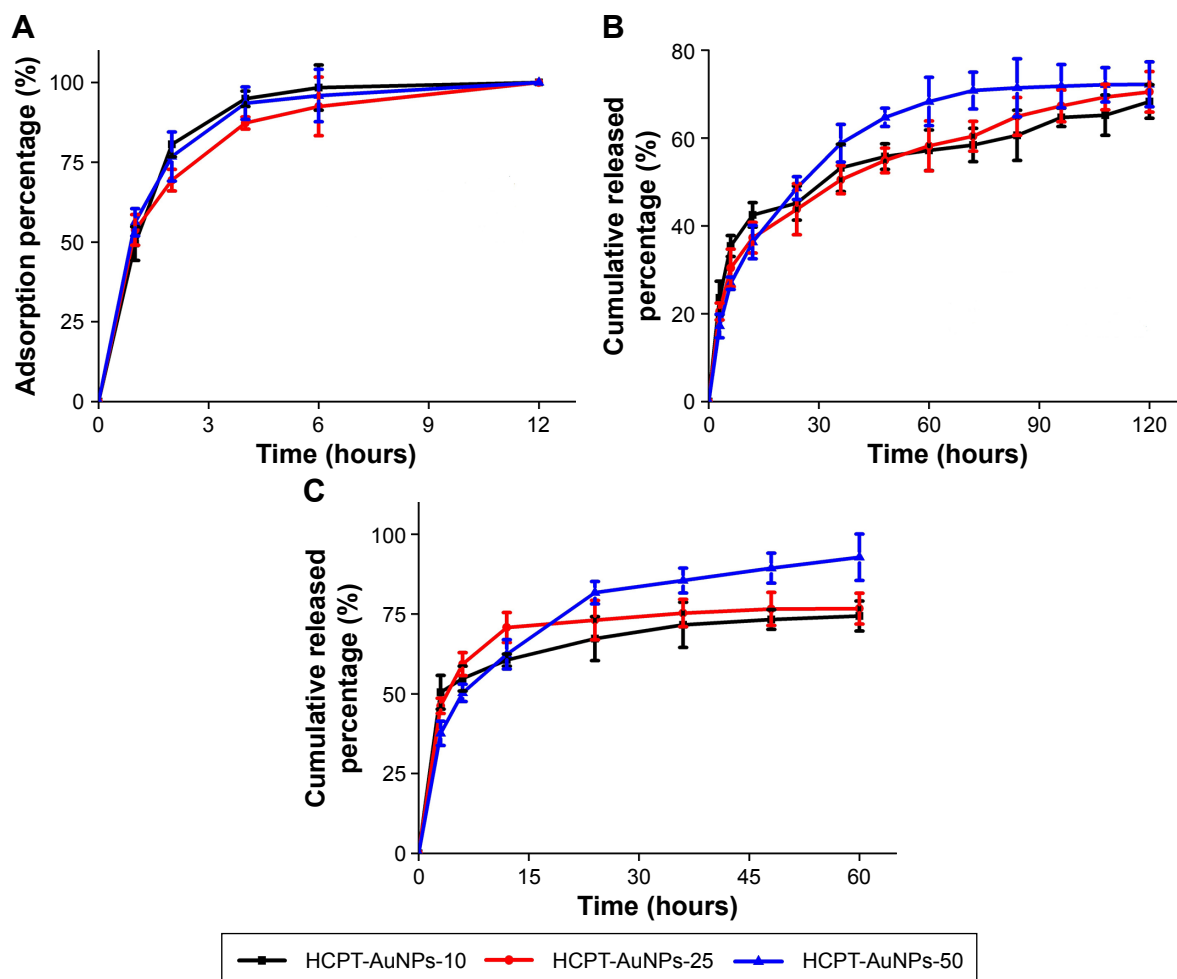 A
Adsorption percentage (%)
100
75
50
25
0
0 3 6 9 12
Time (hours)
B
Cumulative released
percentage (%)
80
60
40
20
0
0 30 60 90 120
Time (hours)
C
Cumulative released
percentage (%)
100
75
50
25
0
0 15 30 45 60
Time (hours)
HCPT-AuNPs-10 HCPT-AuNPs-25 HCPT-AuNPs-50